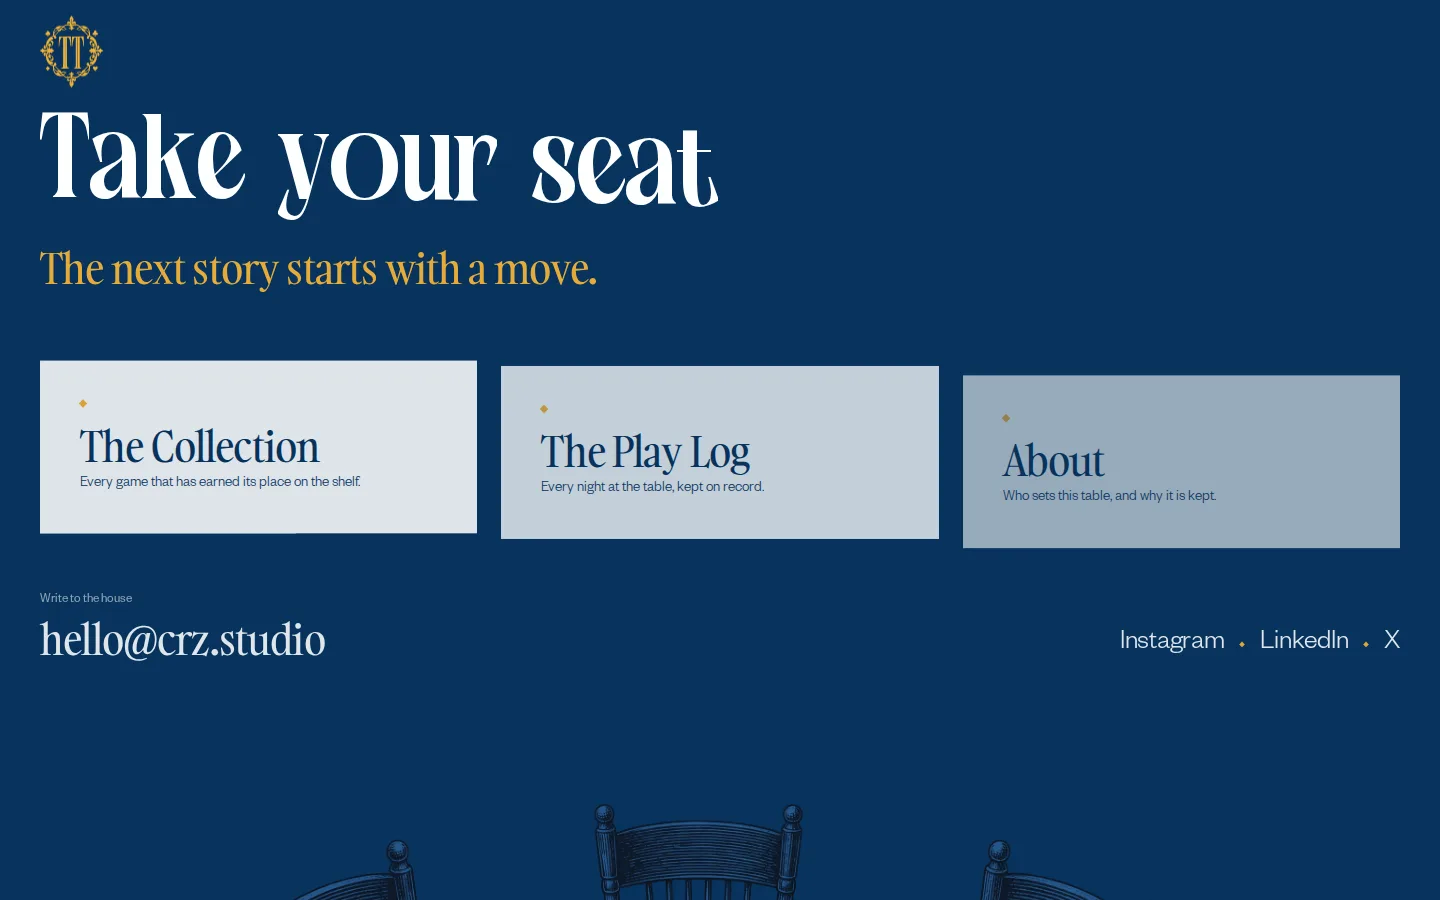 TT
Take your seat
The next story starts with a move.
The Collection
Every game that has earned its place on the shelf.
The Play Log
Every night at the table, kept on record.
About
Who sets this table, and why it is kept.
Write to the house
hello@crz.studio
Instagram LinkedIn X